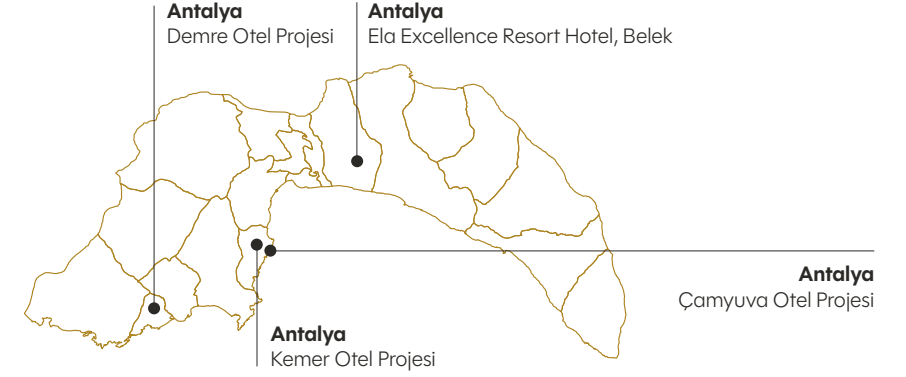 Antalya
Demre Otel Projesi
Antalya
Ela Excellence Resort Hotel, Belek
Antalya
Çamyuva Otel Projesi
Antalya
Kemer Otel Projesi